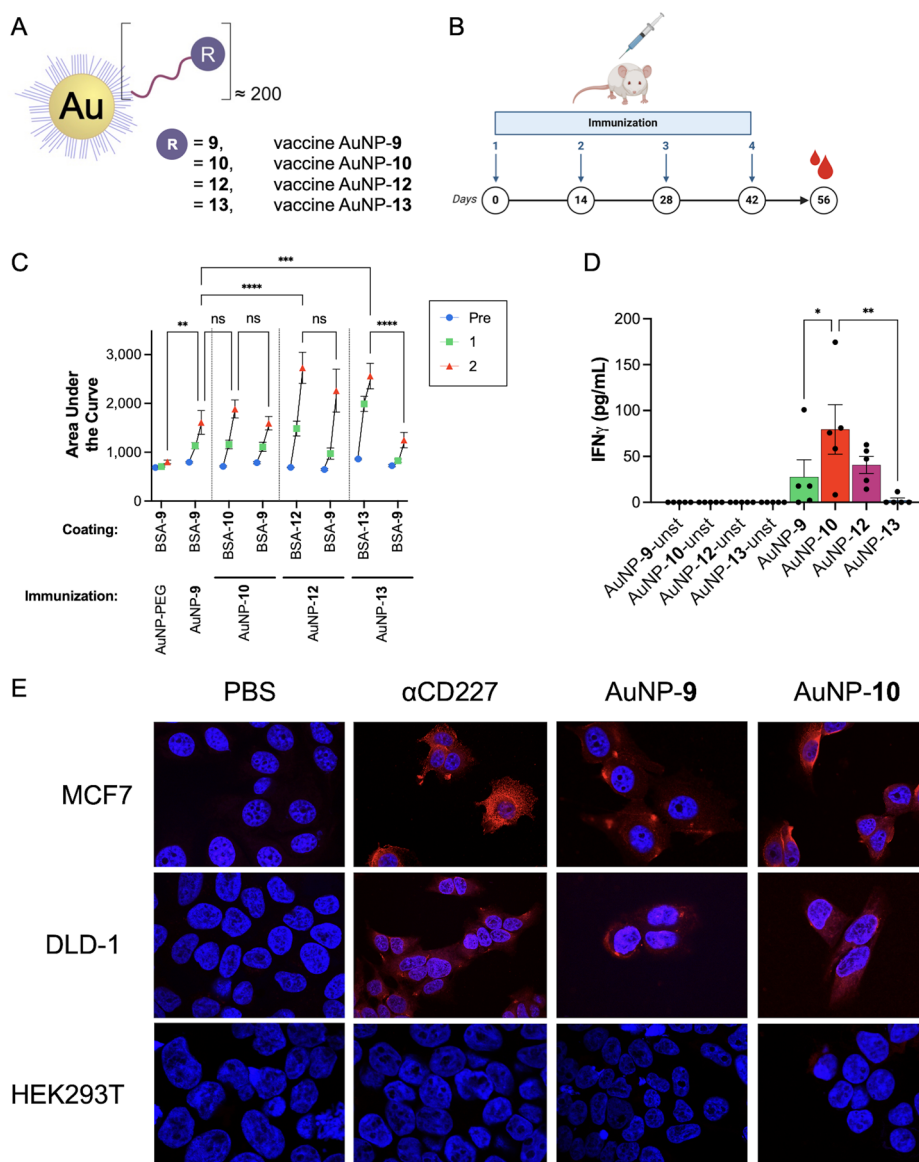 A
Au
R
≈ 200
R = 9, vaccine AuNP-9
= 10, vaccine AuNP-10
= 12, vaccine AuNP-12
= 13, vaccine AuNP-13
B
Immunization
1 2 3 4
Days 0 14 28 42 56
C
***
****
** ns ns ns ****
Pre
1
2
3,000
2,000
1,000
0
Area Under
the Curve
Coating: BSA-9 BSA-9 BSA-10 BSA-9 BSA-12 BSA-9 BSA-13 BSA-9
Immunization: AuNP-PEG AuNP-9 AuNP-10 AuNP-12 AuNP-13
D
* **
200
150
100
50
0
IFNγ (pg/mL)
AuNP-9-unst
AuNP-10-unst
AuNP-12-unst
AuNP-13-unst
AuNP-9
AuNP-10
AuNP-12
AuNP-13
E
PBS αCD227 AuNP-9 AuNP-10
MCF7
DLD-1
HEK293T